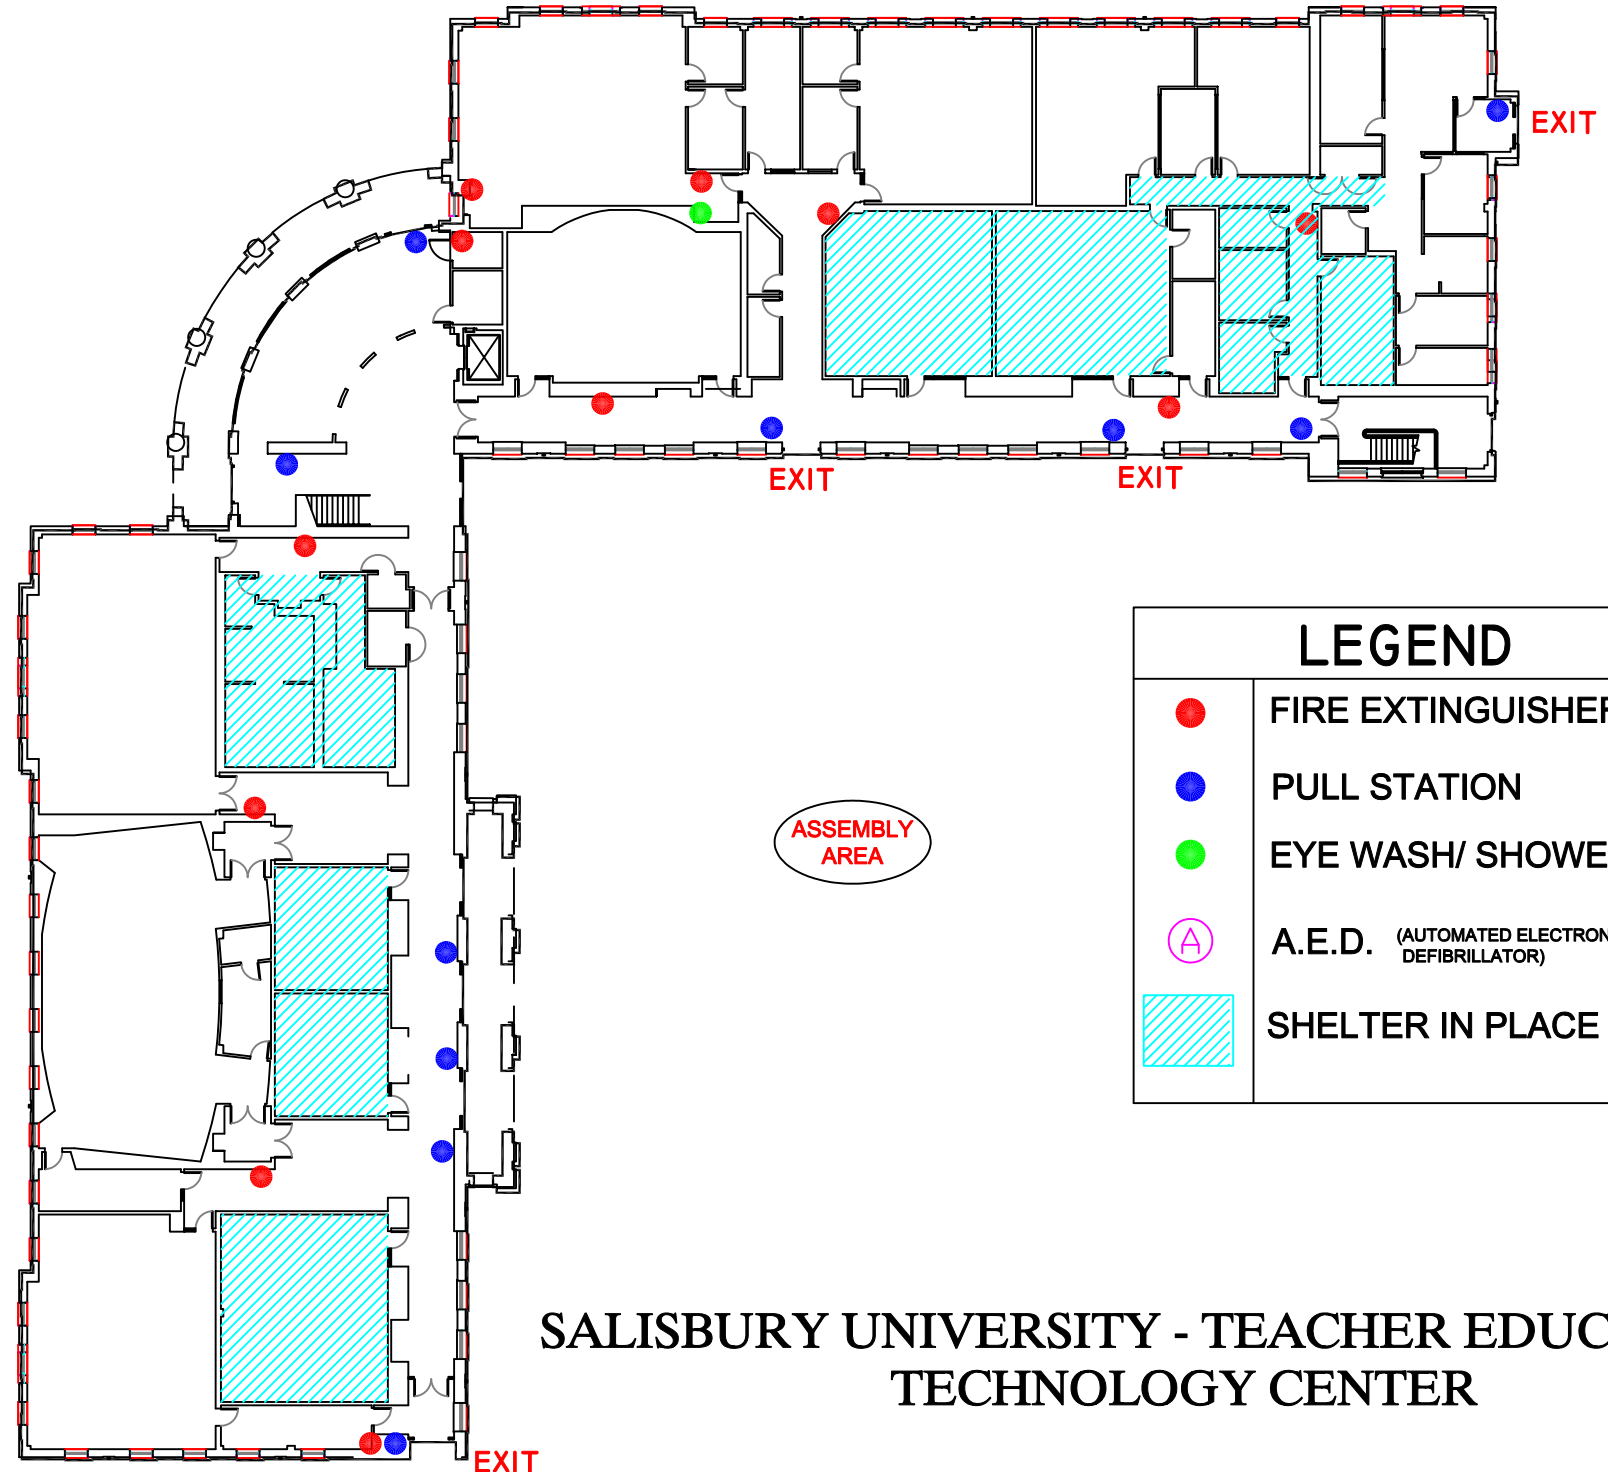 EXIT
EXIT
EXIT
LEGEND
FIRE EXTINGUISHER
PULL STATION
ASSEMBLY
AREA
EYE WASH/ SHOWE
A
A.E.D. (AUTOMATED ELECTRON
DEFIBRILLATOR)
SHELTER IN PLACE
SALISBURY UNIVERSITY - TEACHER EDUC
TECHNOLOGY CENTER
EXIT